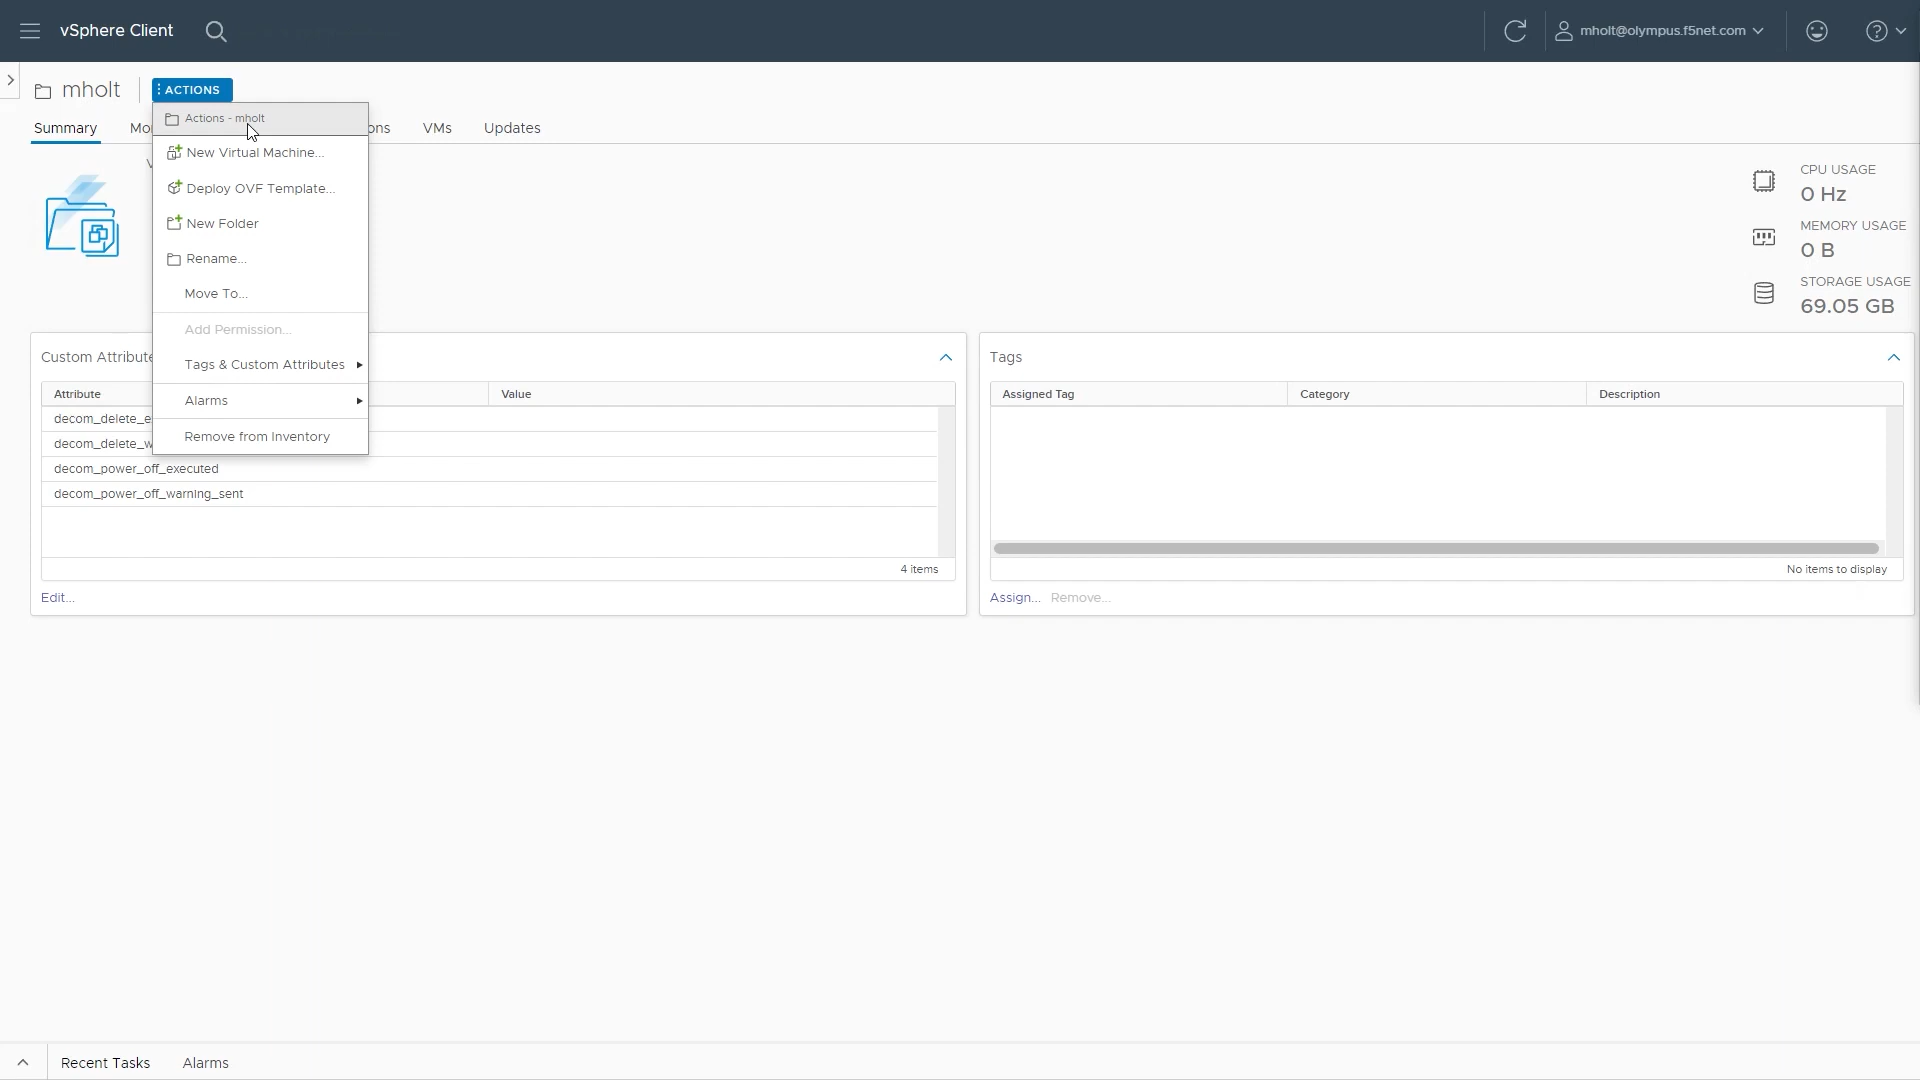 vSphere Client
mholt@olympus.f5net.com
mholt
ACTIONS
Actions - mholt
Summary
Mo
ons
VMs
Updates
New Virtual Machine...
Deploy OVF Template...
New Folder
Rename...
Move To...
Add Permission...
Tags & Custom Attributes
Alarms
Remove from Inventory
CPU USAGE
0 Hz
MEMORY USAGE
0 B
STORAGE USAGE
69.05 GB
Custom Attribute
Attribute
Value
decom_delete_e
decom_delete_w
decom_power_off_executed
decom_power_off_warning_sent
4 items
Edit...
Tags
Assigned Tag
Category
Description
No items to display
Assign...
Remove...
Recent Tasks
Alarms